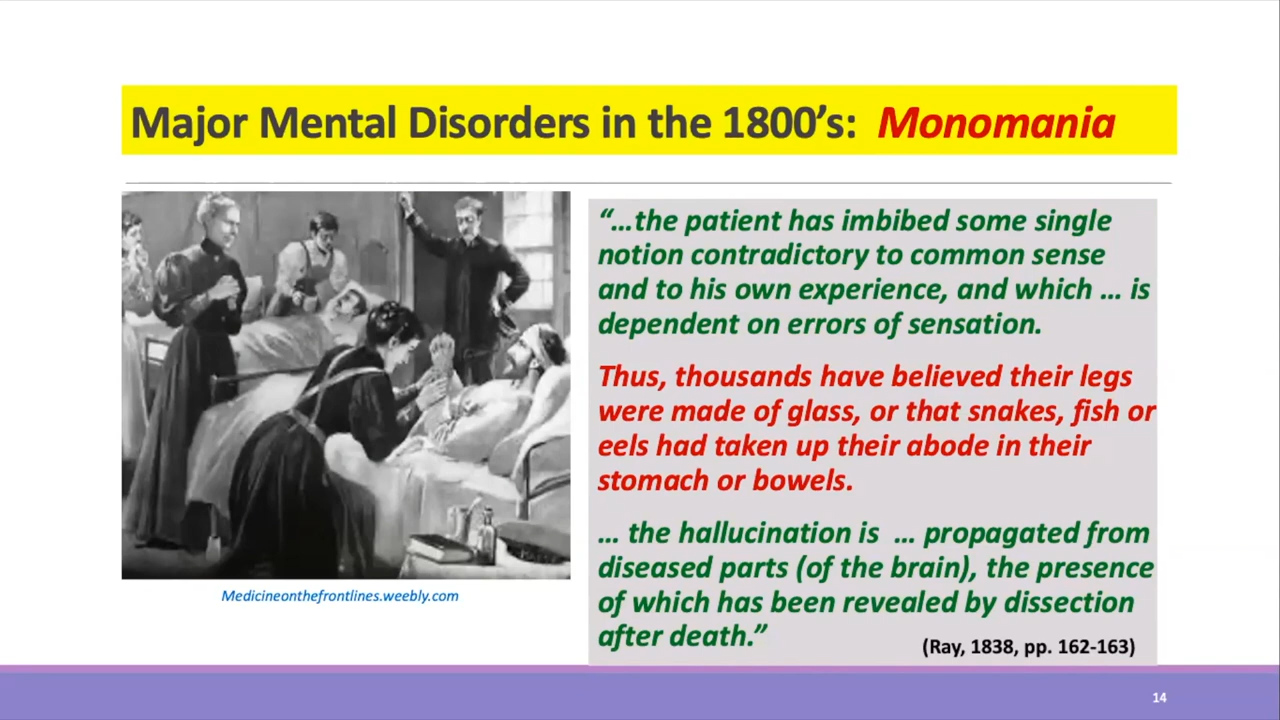 Major Mental Disorders in the 1800’s: Monomania
“…the patient has imbibed some single
notion contradictory to common sense
and to his own experience, and which … is
dependent on errors of sensation.
Thus, thousands have believed their legs
were made of glass, or that snakes, fish or
eels had taken up their abode in their
stomach or bowels.
… the hallucination is … propagated from
diseased parts (of the brain), the presence
of which has been revealed by dissection
after death.”
(Ray, 1838, pp. 162-163)
Medicineonthefrontlines.weebly.com
14